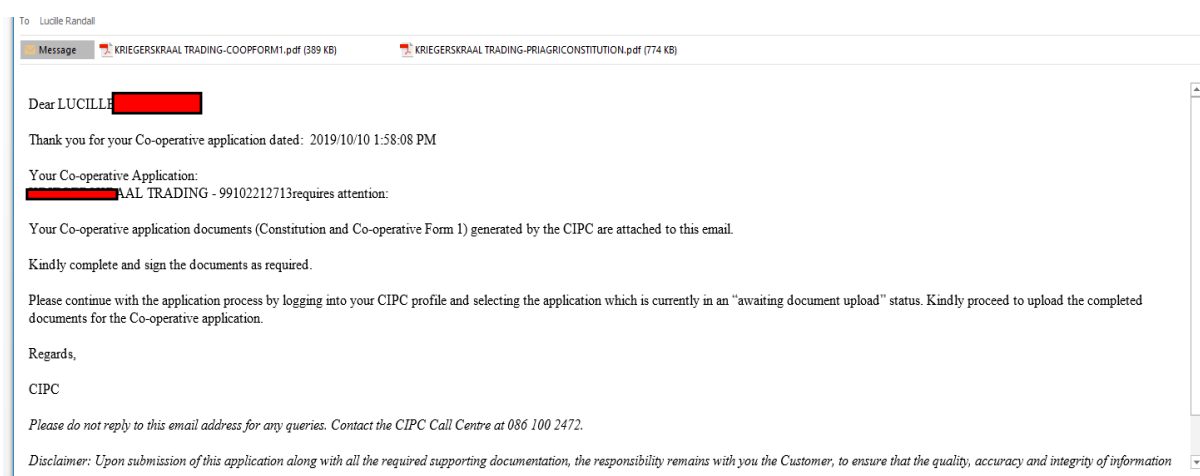 To Lucille Randall
Message KRIEGERSKRAAL TRADING-COOPFORM1.pdf (389 KB) KRIEGERSKRAAL TRADING-PRIAGRICONSTITUTION.pdf (774 KB)
Dear LUCILLE
Thank you for your Co-operative application dated: 2019/10/10 1:58:08 PM
Your Co-operative Application:
AAL TRADING - 99102212713requires attention:
Your Co-operative application documents (Constitution and Co-operative Form 1) generated by the CIPC are attached to this email.
Kindly complete and sign the documents as required.
Please continue with the application process by logging into your CIPC profile and selecting the application which is currently in an "awaiting document upload" status. Kindly proceed to upload the completed
documents for the Co-operative application.
Regards,
CIPC
Please do not reply to this email address for any queries. Contact the CIPC Call Centre at 086 100 2472.
Disclaimer: Upon submission of this application along with all the required supporting documentation, the responsibility remains with you the Customer, to ensure that the quality, accuracy and integrity of information